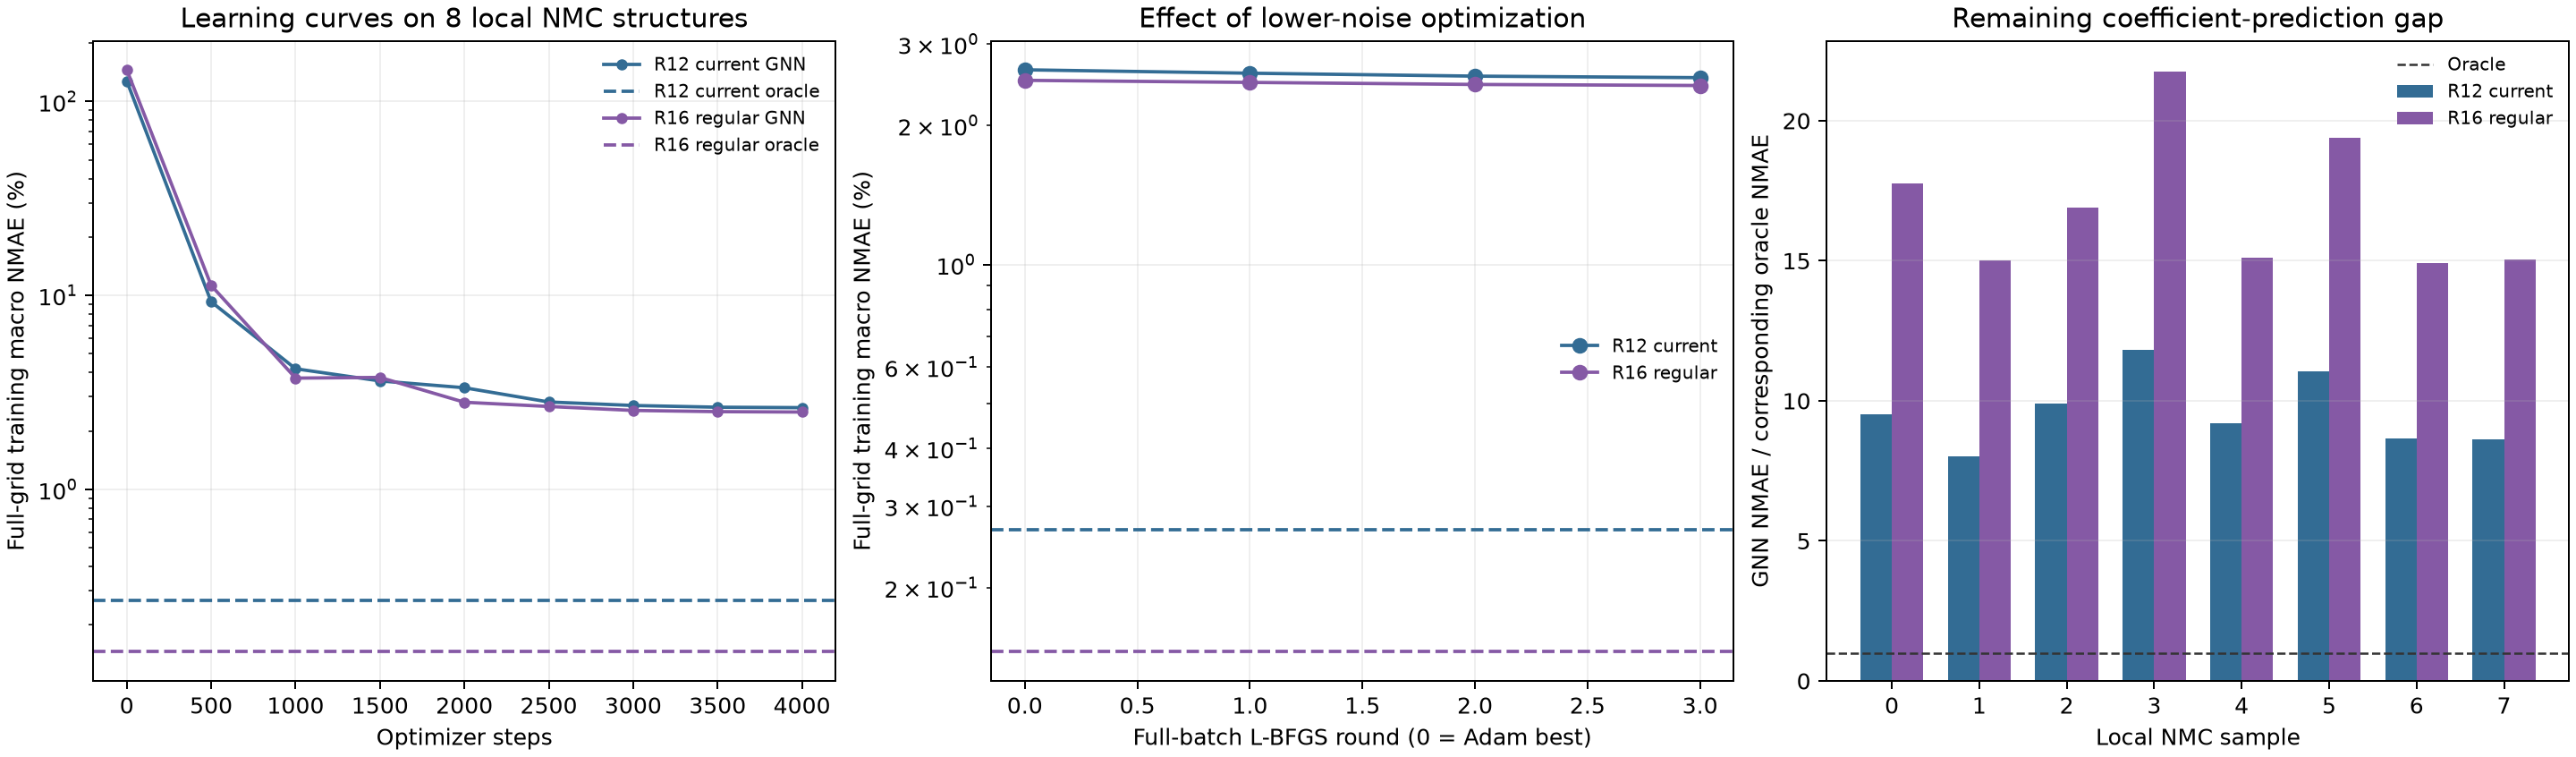 Learning curves on 8 local NMC structures
Full-grid training macro NMAE (%)
10²
10¹
10⁰
R12 current GNN
R12 current oracle
R16 regular GNN
R16 regular oracle
0 500 1000 1500 2000 2500 3000 3500 4000
Optimizer steps
Effect of lower-noise optimization
Full-grid training macro NMAE (%)
3 × 10⁰
2 × 10⁰
10⁰
6 × 10⁻¹
4 × 10⁻¹
3 × 10⁻¹
2 × 10⁻¹
R12 current
R16 regular
0.0 0.5 1.0 1.5 2.0 2.5 3.0
Full-batch L-BFGS round (0 = Adam best)
Remaining coefficient-prediction gap
GNN NMAE / corresponding oracle NMAE
20
15
10
5
0
Oracle
R12 current
R16 regular
0 1 2 3 4 5 6 7
Local NMC sample